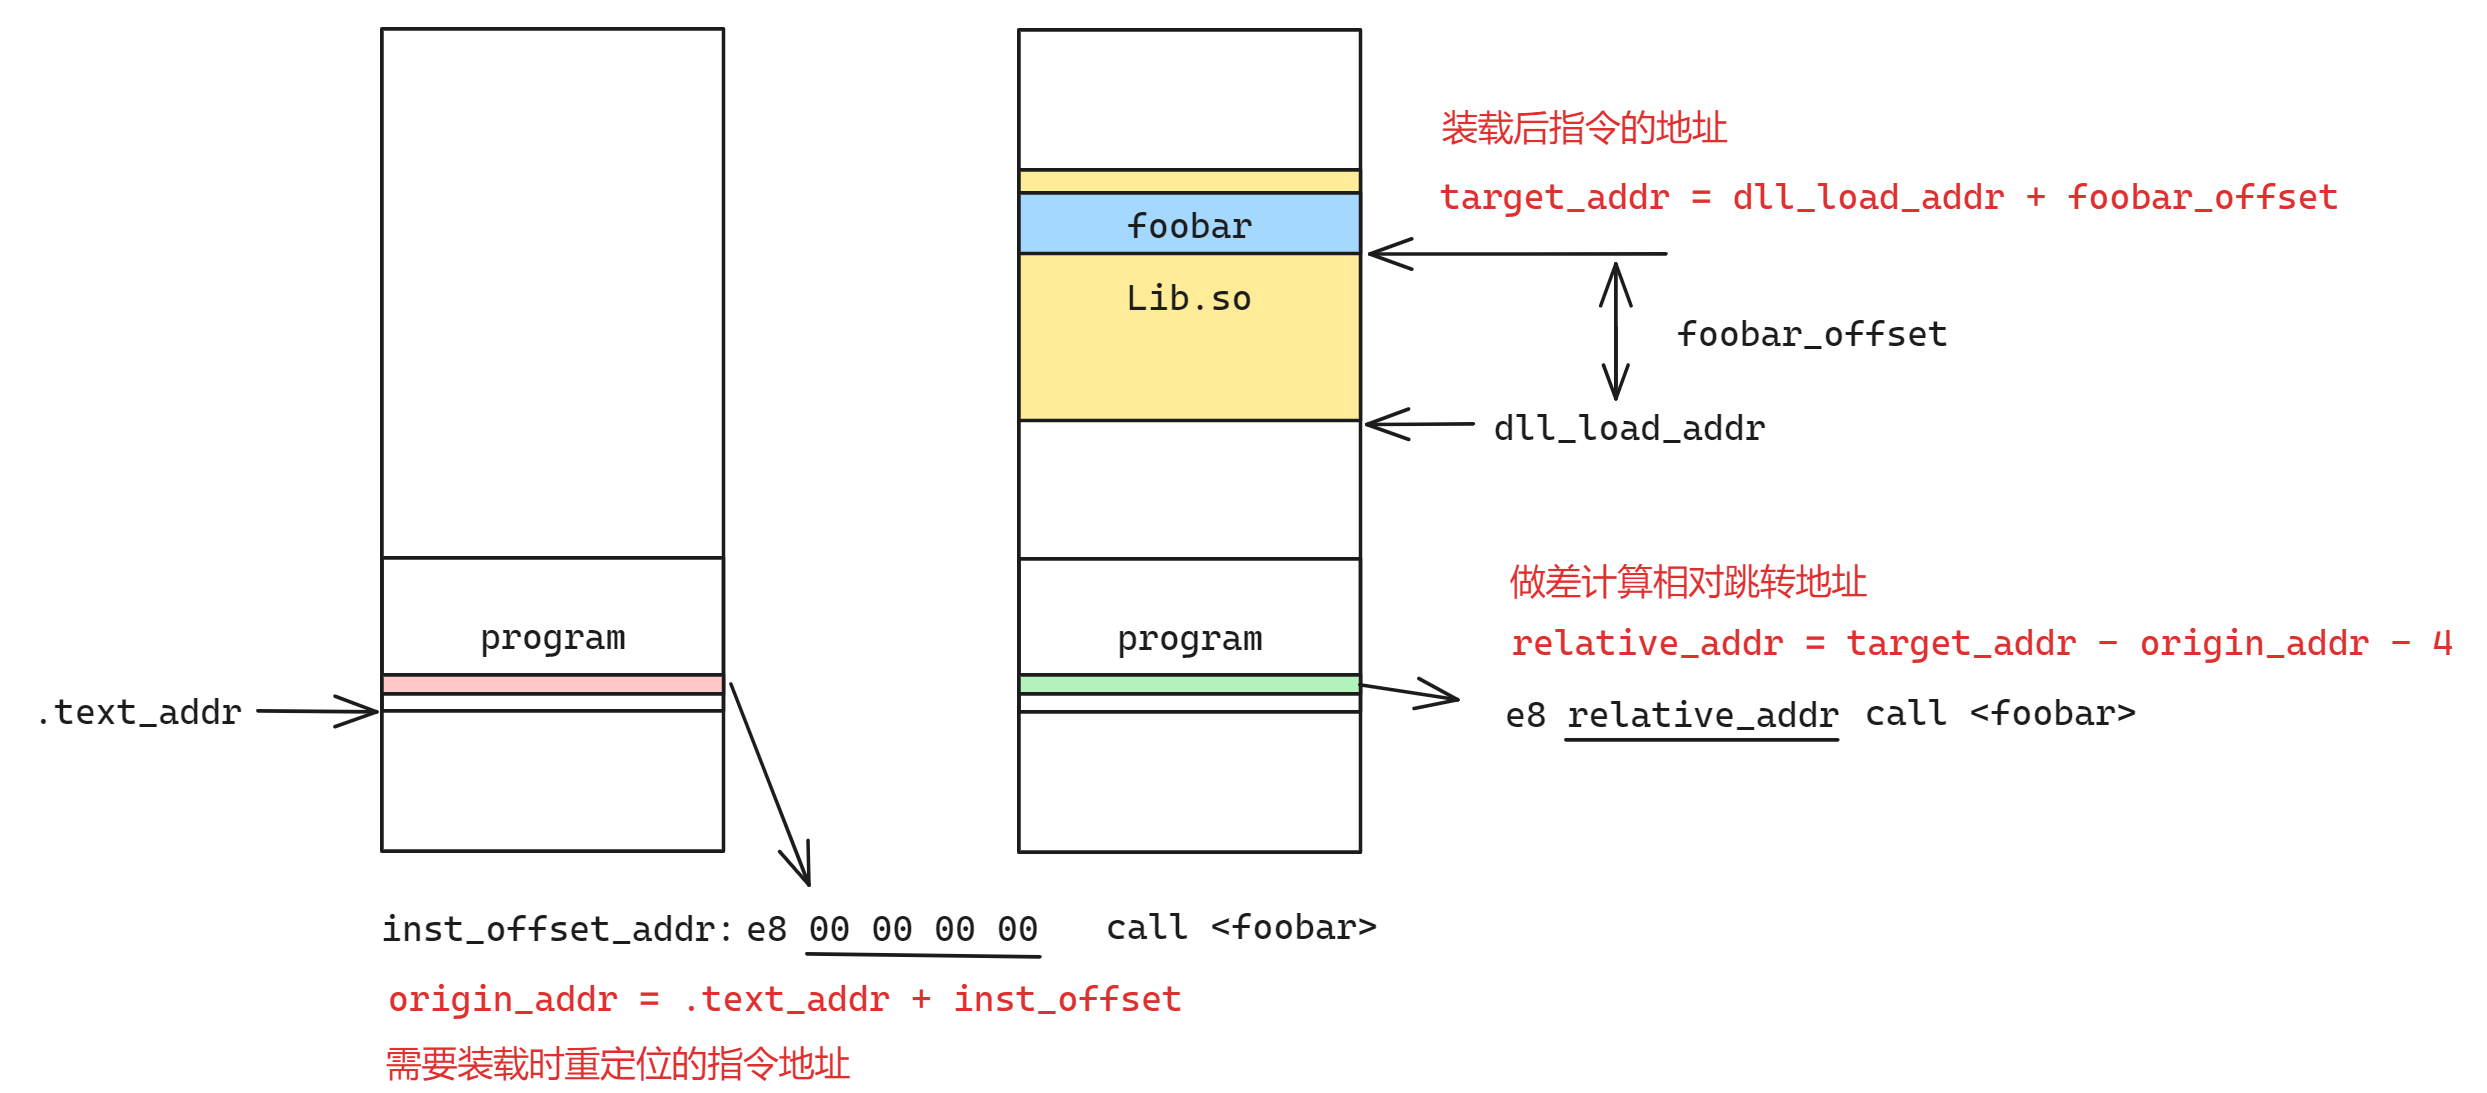 装载后指令的地址
target_addr = dll_load_addr + foobar_offset
foobar
Lib.so
foobar_offset
dll_load_addr
做差计算相对跳转地址
program
program
relative_addr = target_addr - origin_addr - 4
.text_addr
e8 relative_addr call <foobar>
inst_offset_addr: e8 00 00 00 00 call <foobar>
origin_addr = .text_addr + inst_offset
需要装载时重定位的指令地址